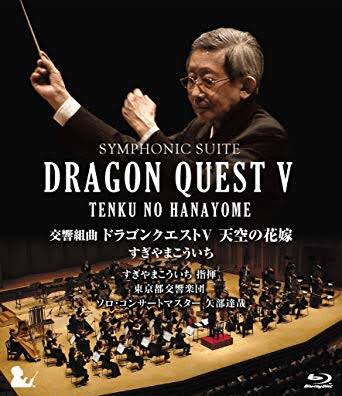 SYMPHONIC SUITE
DRAGON QUEST V
TENKU NO HANAYOME
交響組曲 ドラゴンクエストV 天空の花嫁
すぎやまこういち
すぎやまこういち 指揮
東京都交響楽団
ソロ・コンサートマスター 矢部達哉
Blu-ray Disc